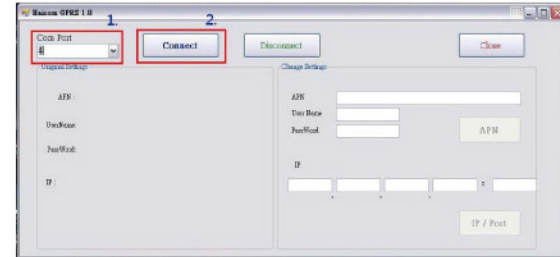 Haicom GPRS 1.0
1.
2.
Com Port
4
Connect
Disconnect
Close
Original Settings
Change Settings
APN :
UserName:
PassWord:
IP :
APN
User Name
PassWord
APN
IP
:
IP / Port